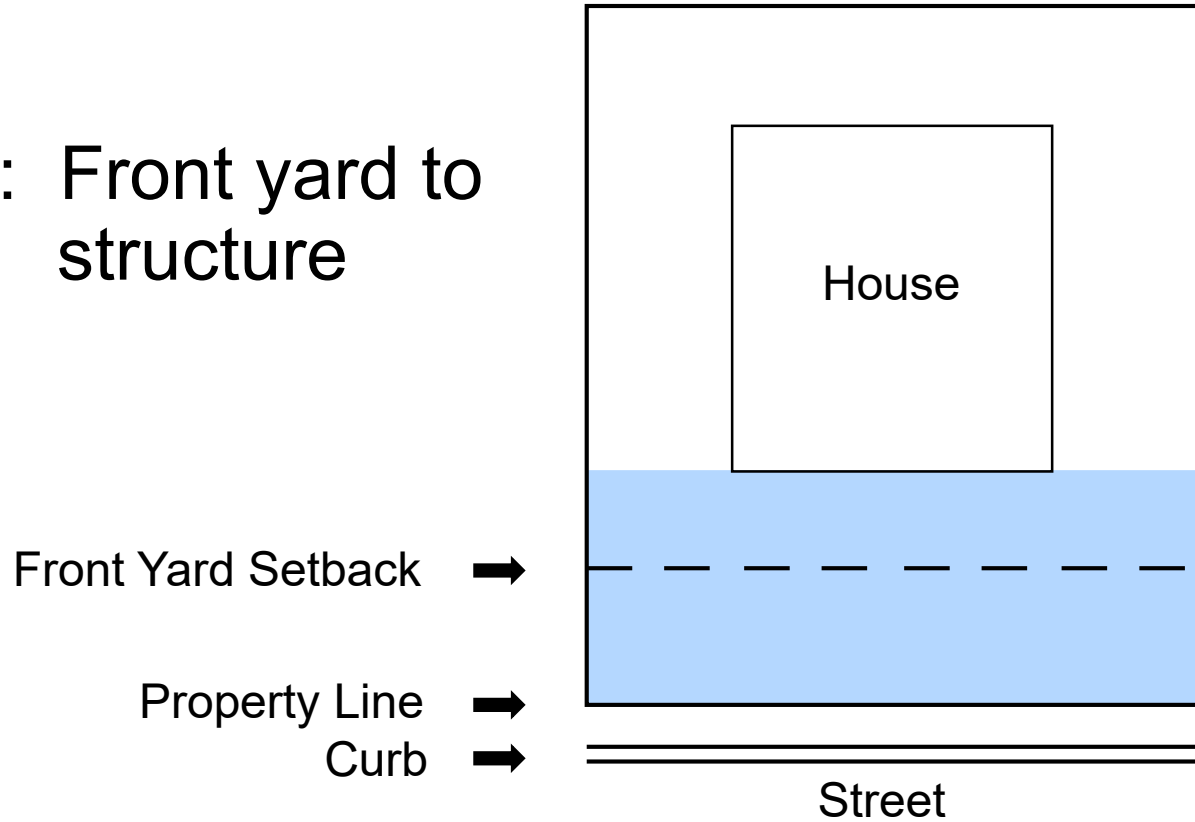 : Front yard to
structure
House
Front Yard Setback
Property Line
Curb
Street